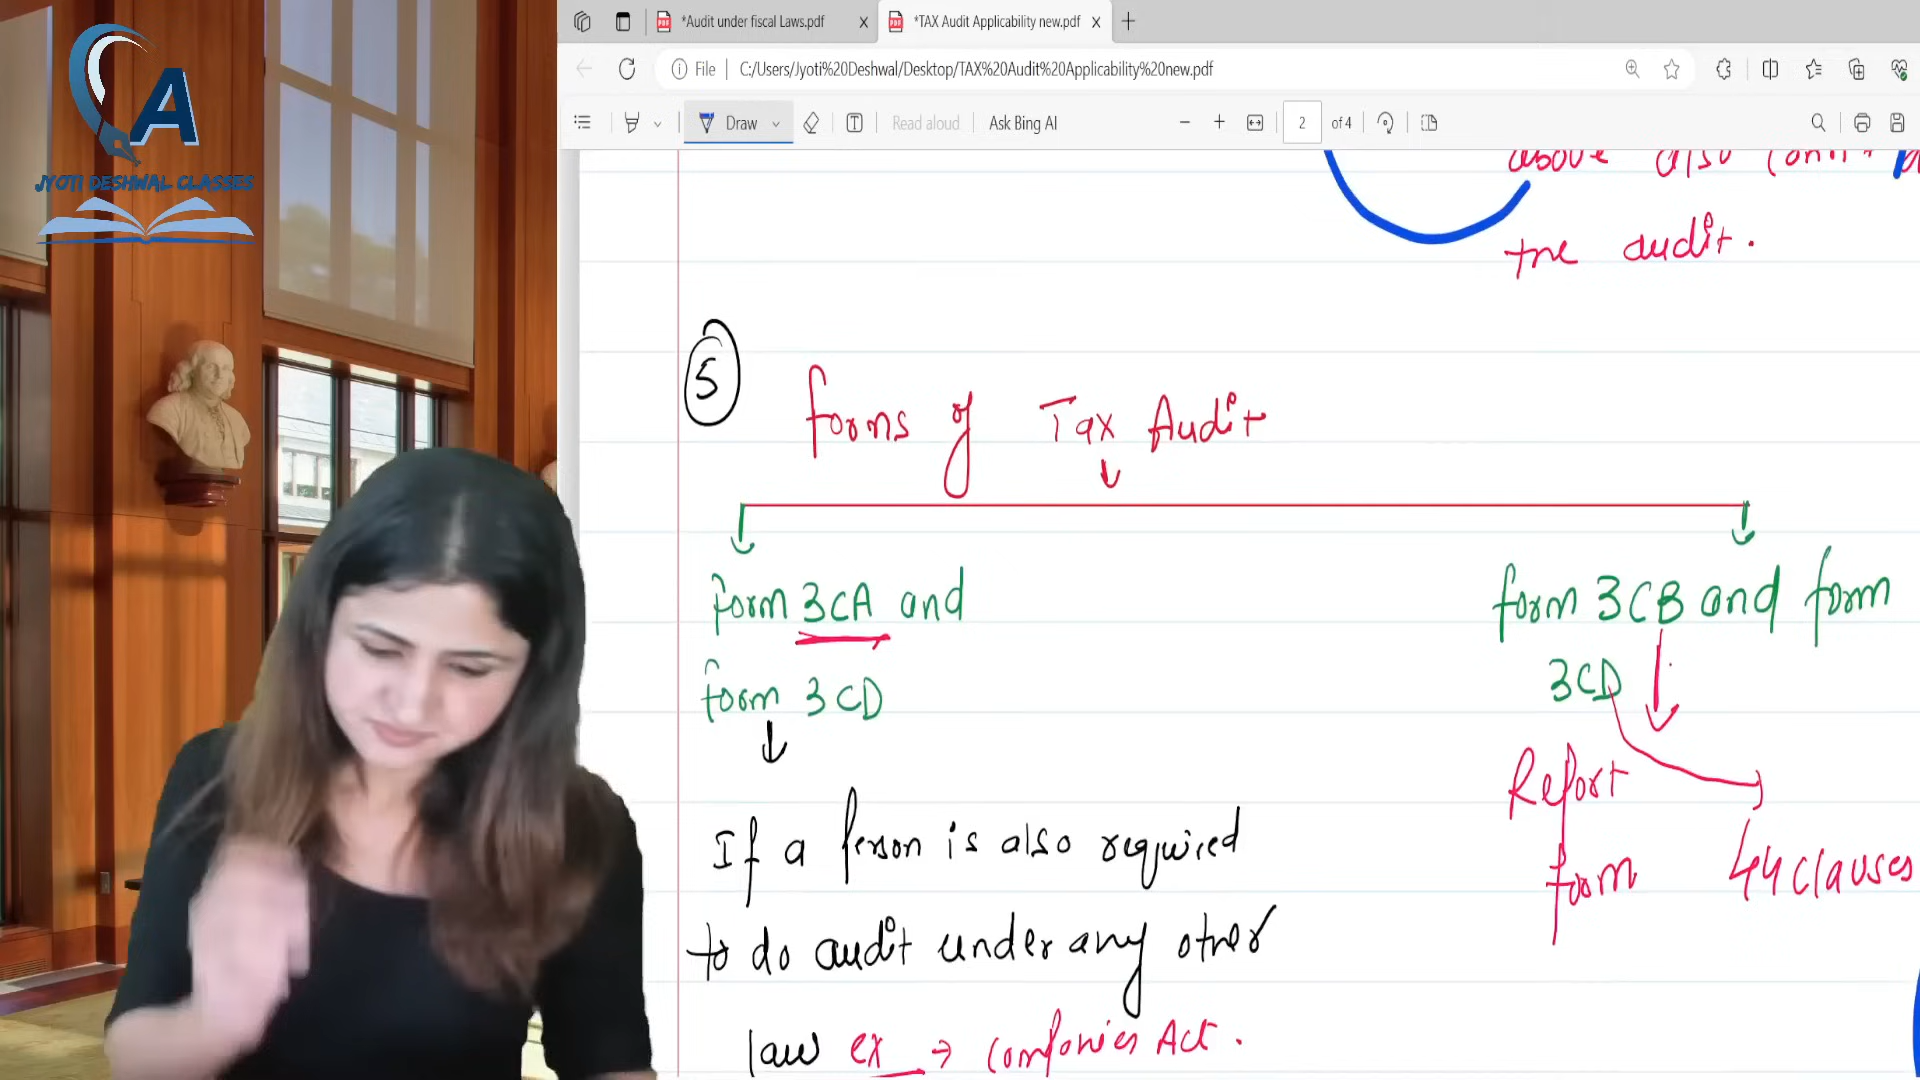 A
JYOTI DESHWAL CLASSES
*Audit under fiscal Laws.pdf
*TAX Audit Applicability new.pdf
File
C:/Users/Jyoti%20Deshwal/Desktop/TAX%20Audit%20Applicability%20new.pdf
Draw
Read aloud
Ask Bing AI
2 of 4
above also
the audit.
5
Forms of Tax Audit
Form 3CA and
form 3CD
form 3CB and form
3CD
Report
form
44 clauses
If a Person is also required
to do audit under any other
law ex → Companies Act.